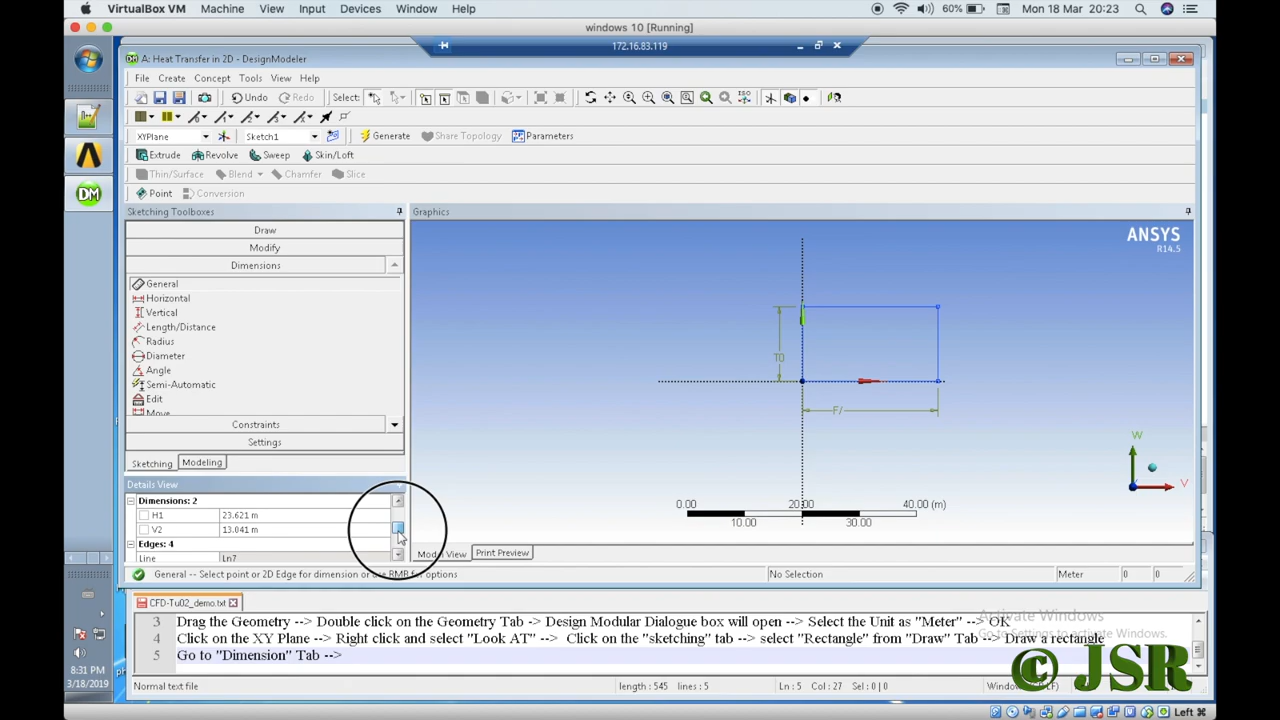 VirtualBox VM Machine View Input Devices Window Help 60% Mon 18 Mar 20:23
windows 10 [Running]
172.16.83.119
A: Heat Transfer in 2D - DesignModeler
File Create Concept Tools View Help
Undo Redo Select:
XYPlane Sketch1 Generate Share Topology Parameters
Extrude Revolve Sweep Skin/Loft
Thin/Surface Blend Chamfer Slice
Point Conversion
Sketching Toolboxes
Draw
Modify
Dimensions
General
Horizontal
Vertical
Length/Distance
Radius
Diameter
Angle
Semi-Automatic
Edit
Move
Constraints
Settings
Sketching Modeling
Details View
Dimensions: 2
H1 23.621 m
V2 13.041 m
Edges: 4
Line Ln7
Graphics
ANSYS
R14.5
W
V
0.00 20.00 40.00 (m)
10.00 30.00
Model View Print Preview
General -- Select point or 2D Edge for dimension or use RMB for options No Selection Meter 0 0
CFD-Tu02_demo.txt
3 Drag the Geometry --> Double click on the Geometry Tab --> Design Modular Dialogue box will open --> Select the Unit as "Meter" --> OK
4 Click on the XY Plane --> Right click and select "Look AT" --> Click on the "sketching" tab --> select "Rectangle" from "Draw" Tab --> Draw a rectangle
5 Go to "Dimension" Tab -->
Activate Windows
Go to Settings to activate Windows.
Normal text file length : 545 lines : 5 Ln : 5 Col : 27 Sel : 0 | 0
© JSR
8:31 PM
3/18/2019
Left ⌘